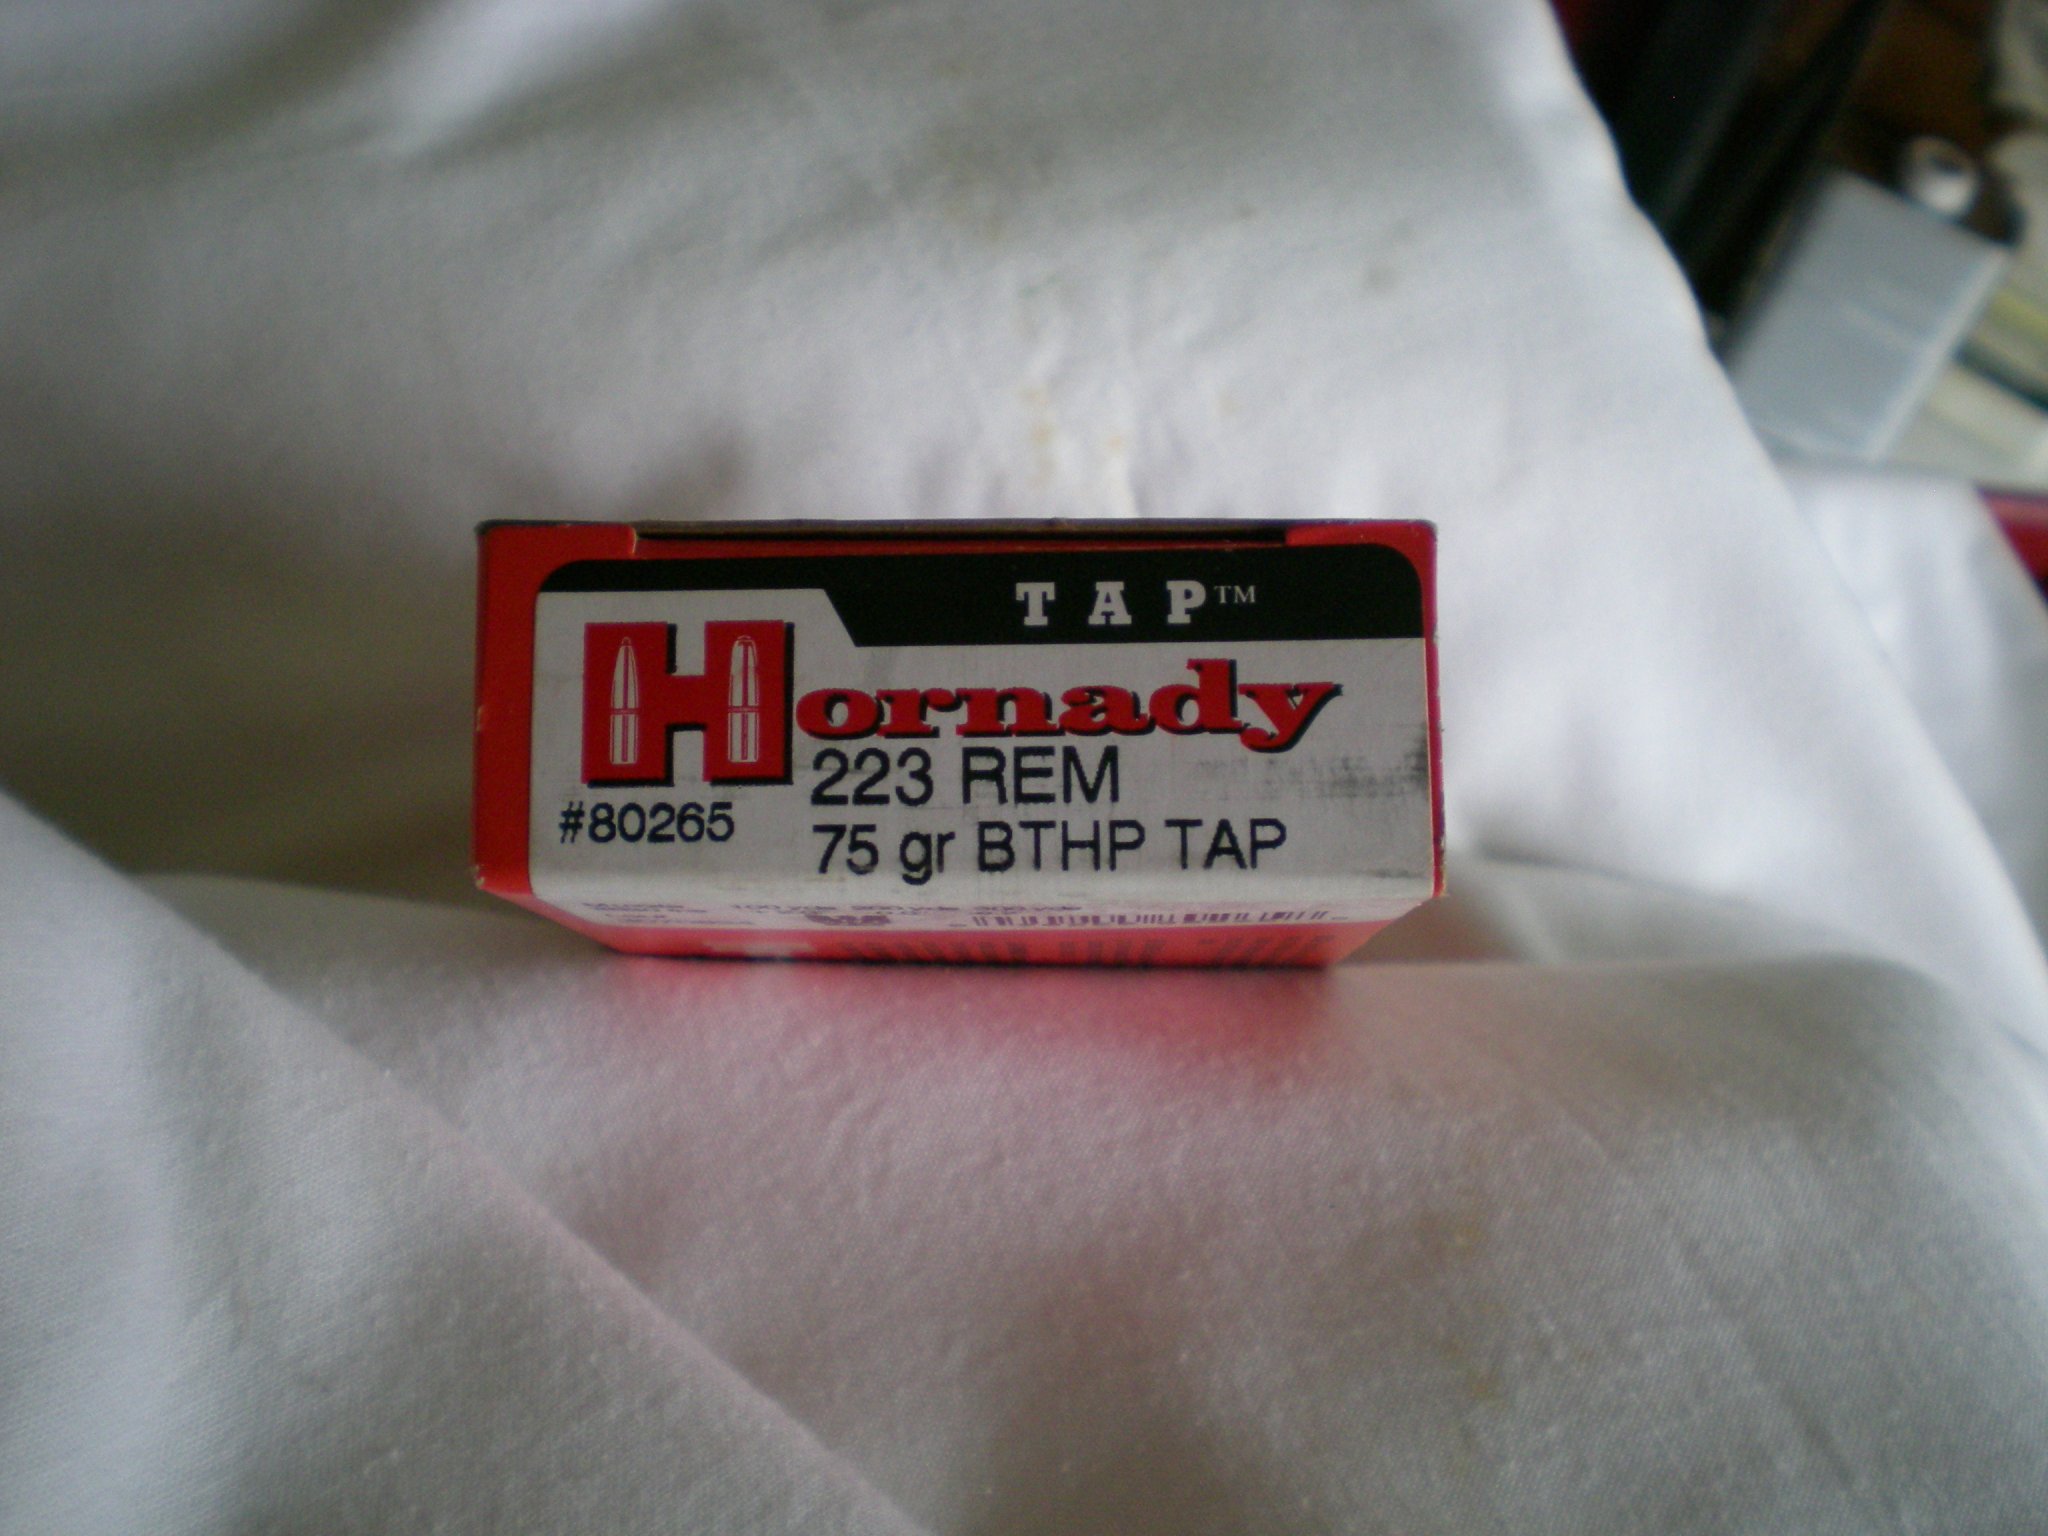 TAP™
Hornady
223 REM
#80265
75 gr BTHP TAP